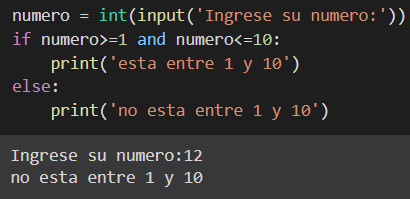 numero = int(input('Ingrese su numero:'))
if numero>=1 and numero<=10:
    print('esta entre 1 y 10')
else:
    print('no esta entre 1 y 10')
Ingrese su numero:12
no esta entre 1 y 10